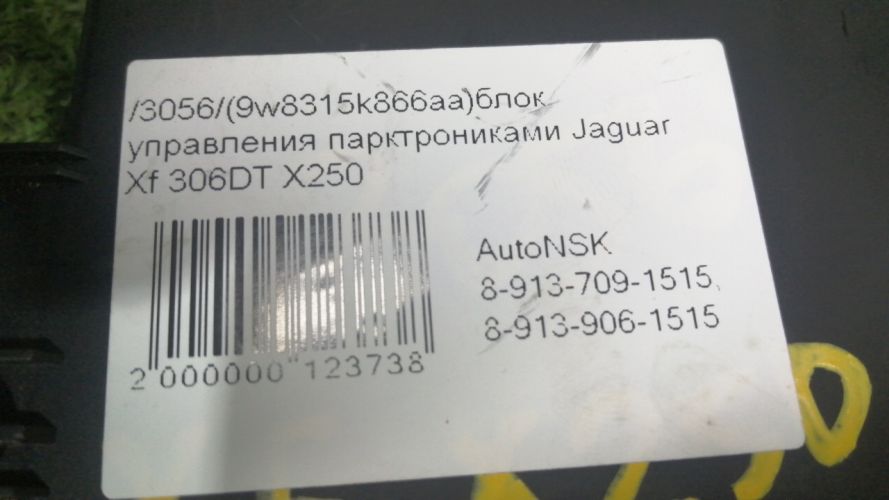 /3056/(9w8315k866aa)блок
управления парктрониками Jaguar
Xf 306DT X250
AutoNSK
8-913-709-1515,
8-913-906-1515
2 000000 123738